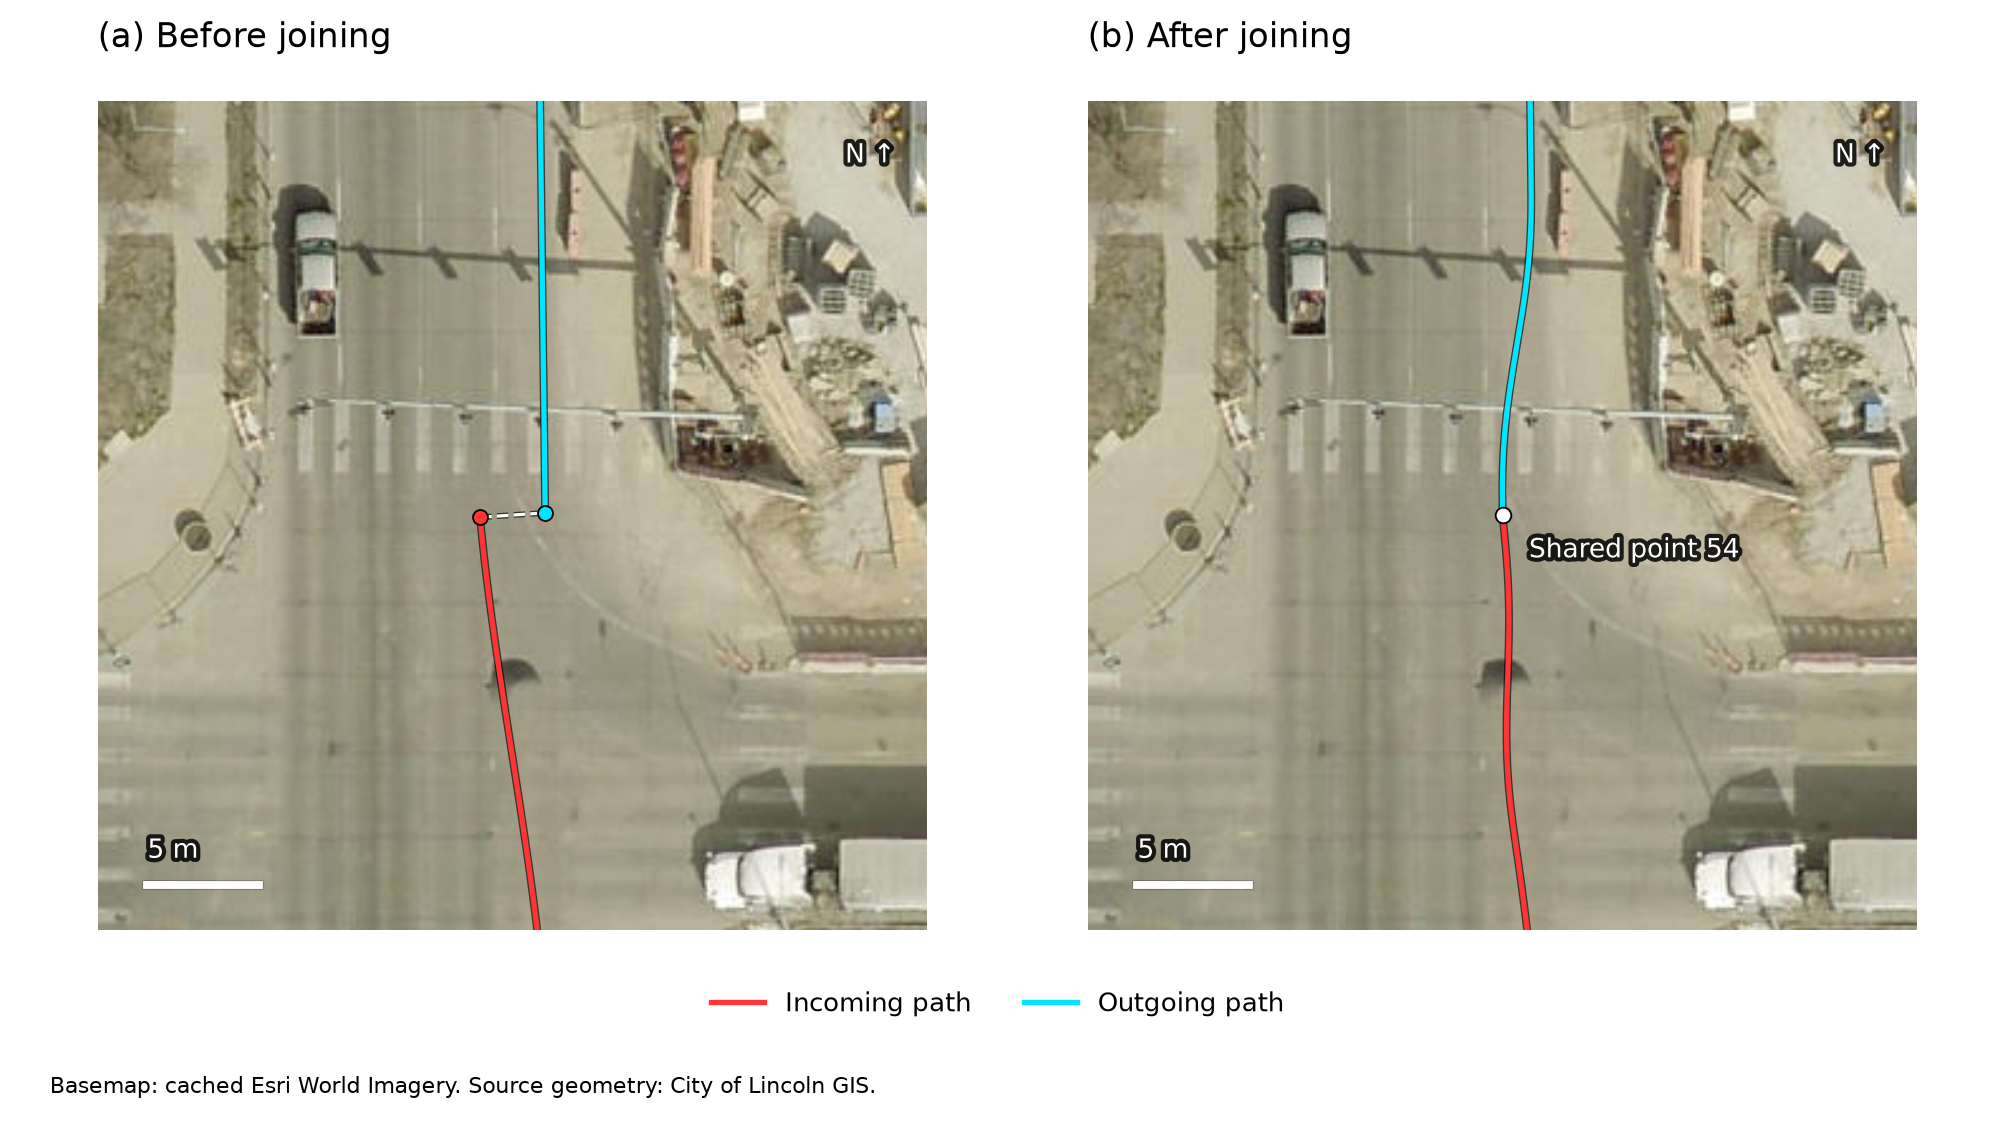 (a) Before joining
(b) After joining
N ↑
N ↑
Shared point 54
5 m
5 m
Incoming path
Outgoing path
Basemap: cached Esri World Imagery. Source geometry: City of Lincoln GIS.